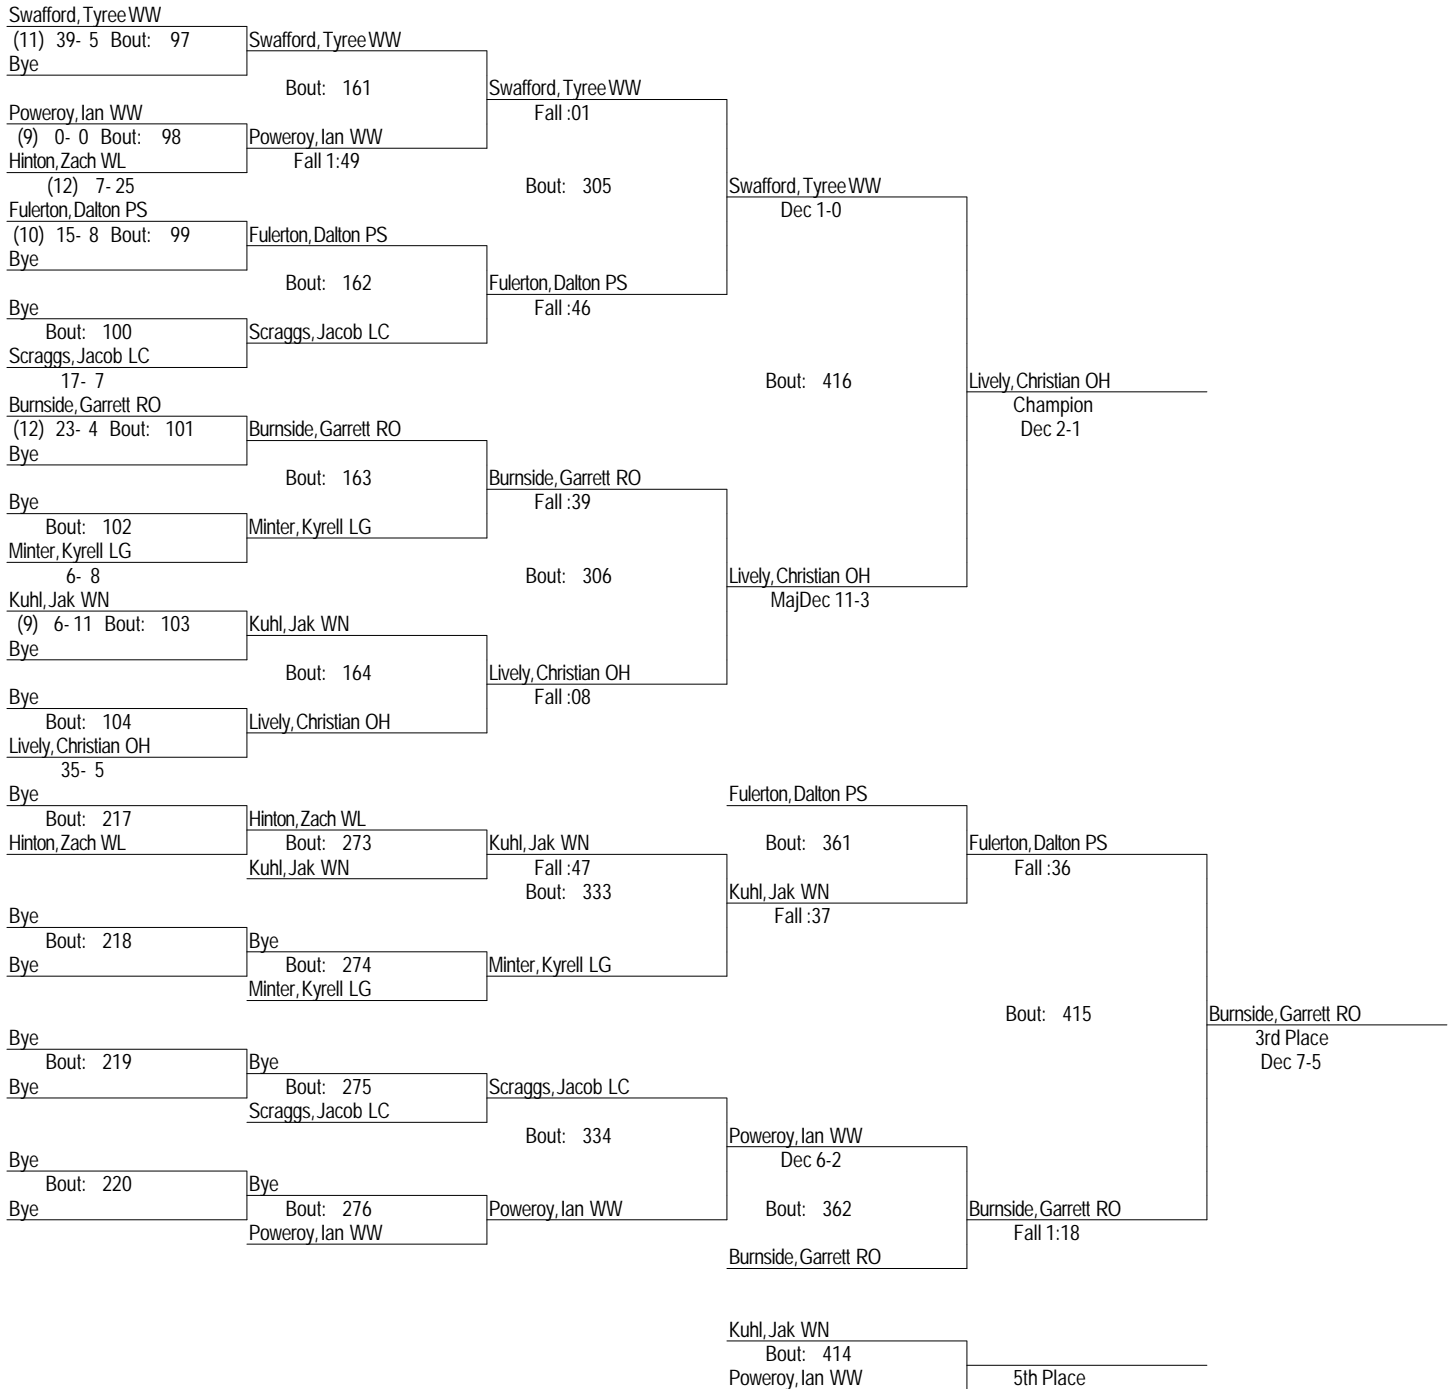 Swafford, Tyree WW
(11) 39- 5 Bout: 97
Swafford, Tyree WW
Bye
Bout: 161
Swafford, Tyree WW
Poweroy, Ian WW
Fall :01
(9) 0- 0 Bout: 98
Poweroy, Ian WW
Hinton, Zach WL
Fall 1:49
(12) 7- 25
Bout: 305
Swafford, Tyree WW
Fulerton, Dalton PS
Dec 1-0
(10) 15- 8 Bout: 99
Fulerton, Dalton PS
Bye
Bout: 162
Fulerton, Dalton PS
Bye
Fall :46
Bout: 100
Scraggs, Jacob LC
Scraggs, Jacob LC
17- 7
Bout: 416
Lively, Christian OH
Burnside, Garrett RO
Champion
(12) 23- 4 Bout: 101
Burnside, Garrett RO
Dec 2-1
Bye
Bout: 163
Burnside, Garrett RO
Bye
Fall :39
Bout: 102
Minter, Kyrell LG
Minter, Kyrell LG
6- 8
Bout: 306
Lively, Christian OH
Kuhl, Jak WN
MajDec 11-3
(9) 6- 11 Bout: 103
Kuhl, Jak WN
Bye
Bout: 164
Lively, Christian OH
Bye
Fall :08
Bout: 104
Lively, Christian OH
Lively, Christian OH
35- 5
Bye
Fulerton, Dalton PS
Bout: 217
Hinton, Zach WL
Hinton, Zach WL
Bout: 273
Kuhl, Jak WN
Bout: 361
Fulerton, Dalton PS
Kuhl, Jak WN
Fall :47
Fall :36
Bout: 333
Kuhl, Jak WN
Bye
Fall :37
Bout: 218
Bye
Bye
Bout: 274
Minter, Kyrell LG
Minter, Kyrell LG
Bout: 415
Burnside, Garrett RO
Bye
3rd Place
Bout: 219
Bye
Dec 7-5
Bye
Bout: 275
Scraggs, Jacob LC
Scraggs, Jacob LC
Bout: 334
Poweroy, Ian WW
Bye
Dec 6-2
Bout: 220
Bye
Bye
Bout: 276
Poweroy, Ian WW
Bout: 362
Burnside, Garrett RO
Poweroy, Ian WW
Fall 1:18
Burnside, Garrett RO
Kuhl, Jak WN
Bout: 414
Poweroy, Ian WW
5th Place